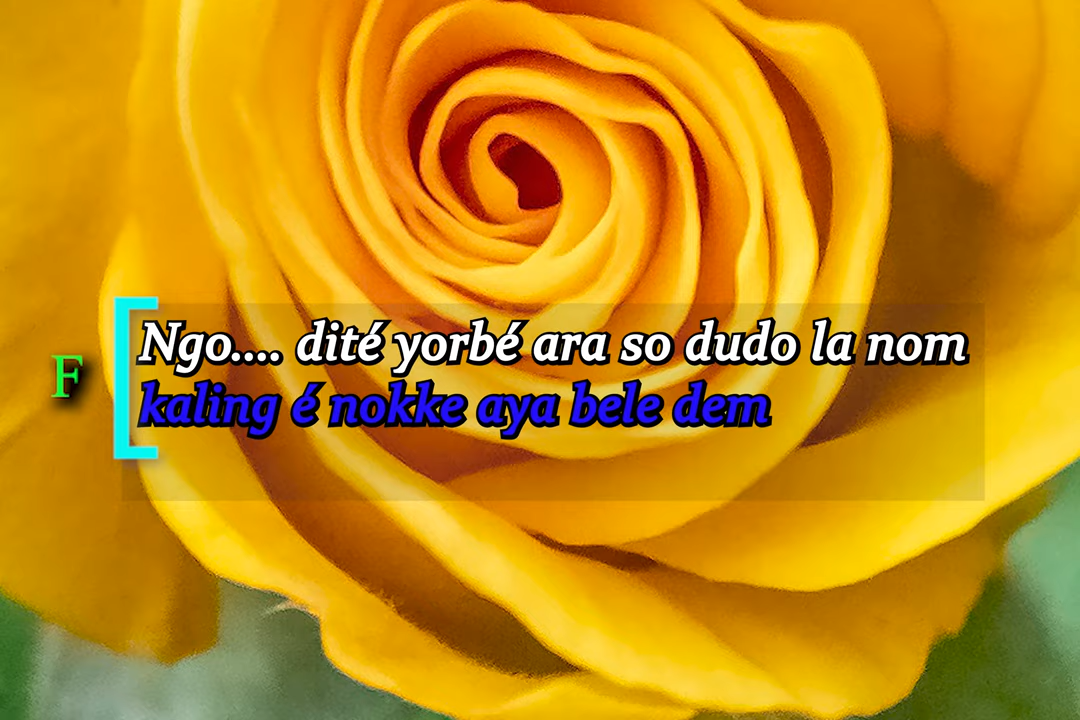 Ngo.... dité yorbé ara so dudo la nom
F
kaling é nokke aya bele dem